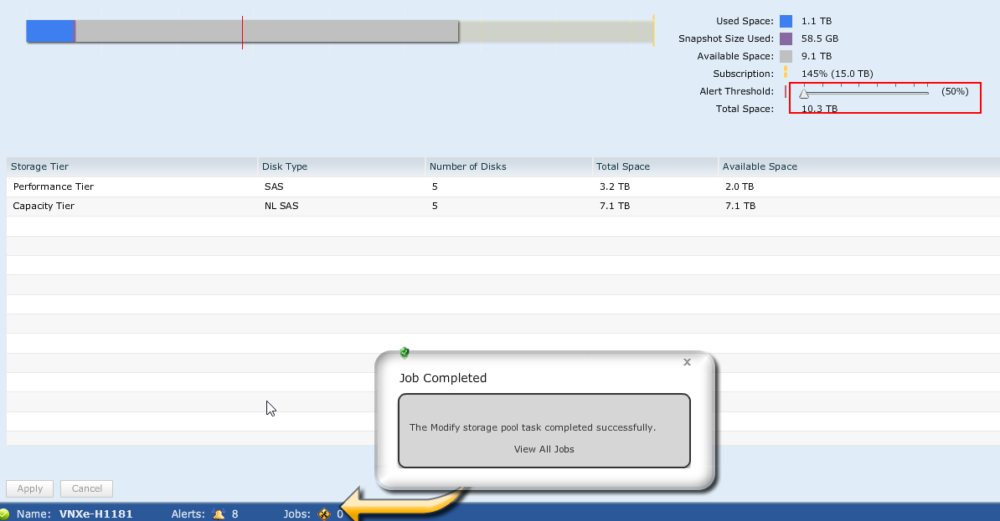 Used Space: 1.1 TB
Snapshot Size Used: 58.5 GB
Available Space: 9.1 TB
Subscription: 145% (15.0 TB)
Alert Threshold: (50%)
Total Space: 10.3 TB
Storage Tier Disk Type Number of Disks Total Space Available Space
Performance Tier SAS 5 3.2 TB 2.0 TB
Capacity Tier NL SAS 5 7.1 TB 7.1 TB
x
Job Completed
The Modify storage pool task completed successfully.
View All Jobs
Apply Cancel
Name: VNXe-H1181 Alerts: 8 Jobs: 0